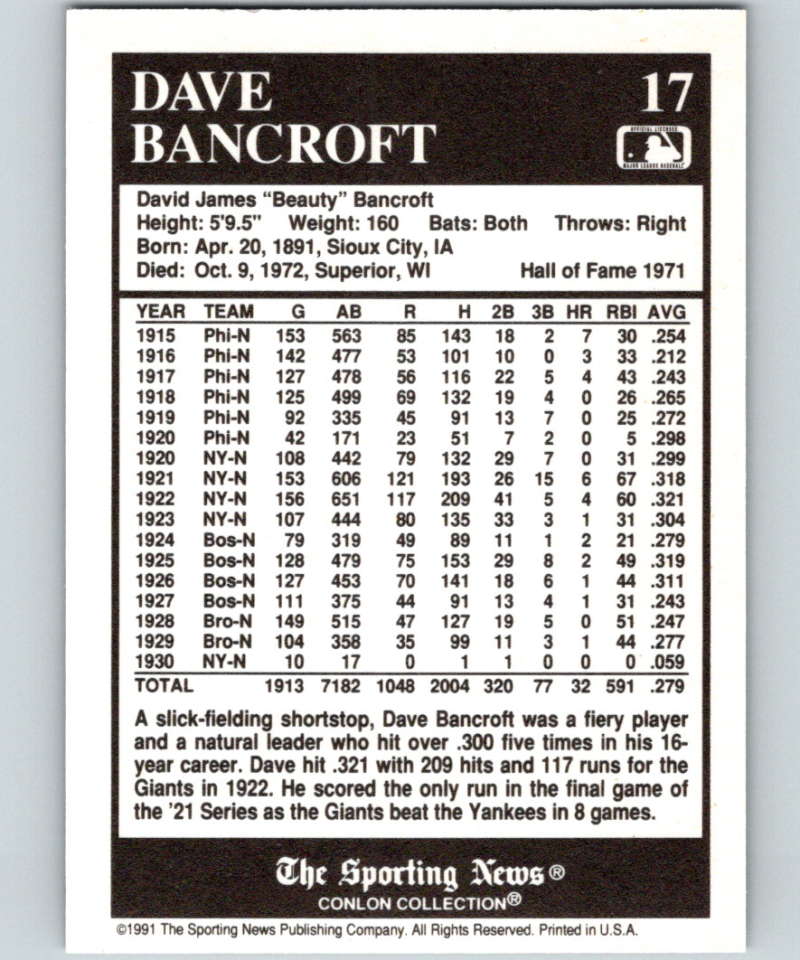 DAVE 17
BANCROFT
OFFICIAL LICENSEE
MAJOR LEAGUE BASEBALL
David James “Beauty” Bancroft
Height: 5'9.5" Weight: 160 Bats: Both Throws: Right
Born: Apr. 20, 1891, Sioux City, IA
Died: Oct. 9, 1972, Superior, WI Hall of Fame 1971
YEAR TEAM G AB R H 2B 3B HR RBI AVG
1915 Phi-N 153 563 85 143 18 2 7 30 .254
1916 Phi-N 142 477 53 101 10 0 3 33 .212
1917 Phi-N 127 478 56 116 22 5 4 43 .243
1918 Phi-N 125 499 69 132 19 4 0 26 .265
1919 Phi-N 92 335 45 91 13 7 0 25 .272
1920 Phi-N 42 171 23 51 7 2 0 5 .298
1920 NY-N 108 442 79 132 29 7 0 31 .299
1921 NY-N 153 606 121 193 26 15 6 67 .318
1922 NY-N 156 651 117 209 41 5 4 60 .321
1923 NY-N 107 444 80 135 33 3 1 31 .304
1924 Bos-N 79 319 49 89 11 1 2 21 .279
1925 Bos-N 128 479 75 153 29 8 2 49 .319
1926 Bos-N 127 453 70 141 18 6 1 44 .311
1927 Bos-N 111 375 44 91 13 4 1 31 .243
1928 Bro-N 149 515 47 127 19 5 0 51 .247
1929 Bro-N 104 358 35 99 11 3 1 44 .277
1930 NY-N 10 17 0 1 1 0 0 0 .059
TOTAL 1913 7182 1048 2004 320 77 32 591 .279
A slick-fielding shortstop, Dave Bancroft was a fiery player
and a natural leader who hit over .300 five times in his 16-
year career. Dave hit .321 with 209 hits and 117 runs for the
Giants in 1922. He scored the only run in the final game of
the '21 Series as the Giants beat the Yankees in 8 games.
The Sporting News®
CONLON COLLECTION®
©1991 The Sporting News Publishing Company. All Rights Reserved. Printed in U.S.A.